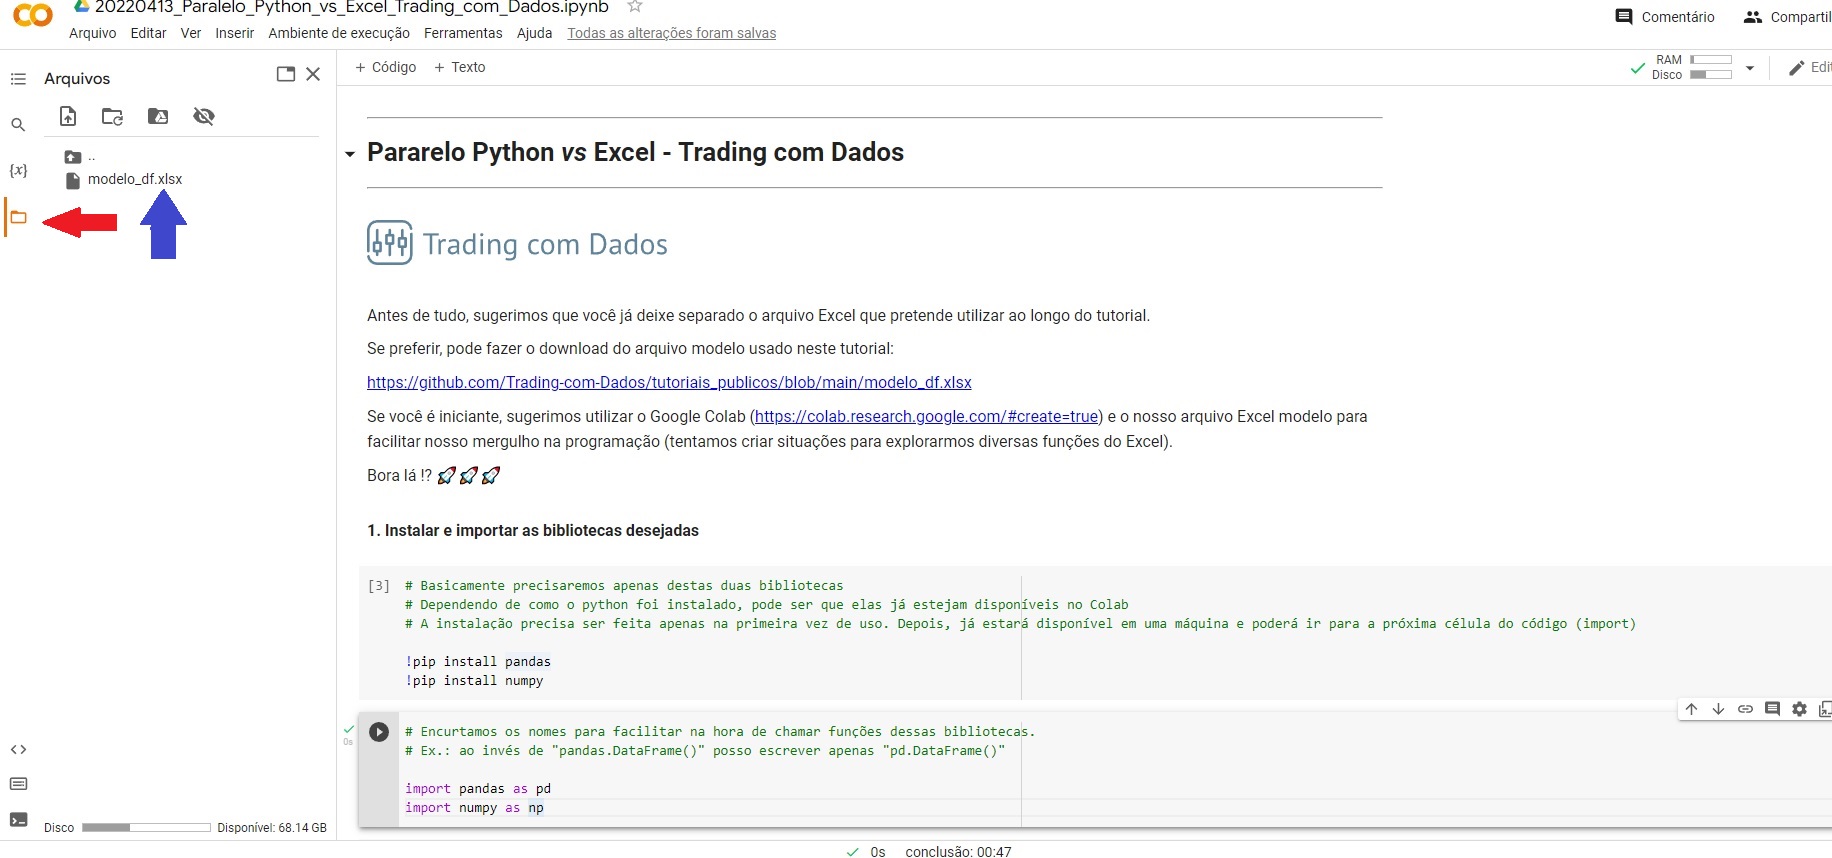 20220413_Paralelo_Python_vs_Excel_Trading_com_Dados.ipynb
Comentário
Arquivo Editar Ver Inserir Ambiente de execução Ferramentas Ajuda Todas as alterações foram salvas
Arquivos
+ Código + Texto
RAM
Disco
..
modelo_df.xlsx
{x}
Pararelo Python vs Excel - Trading com Dados
Trading com Dados
Antes de tudo, sugerimos que você já deixe separado o arquivo Excel que pretende utilizar ao longo do tutorial.
Se preferir, pode fazer o download do arquivo modelo usado neste tutorial:
https://github.com/Trading-com-Dados/tutoriais_publicos/blob/main/modelo_df.xlsx
Se você é iniciante, sugerimos utilizar o Google Colab (https://colab.research.google.com/#create=true) e o nosso arquivo Excel modelo para
facilitar nosso mergulho na programação (tentamos criar situações para explorarmos diversas funções do Excel).
Bora lá !? 🚀🚀🚀
1. Instalar e importar as bibliotecas desejadas
[3] # Basicamente precisaremos apenas destas duas bibliotecas
# Dependendo de como o python foi instalado, pode ser que elas já estejam disponíveis no Colab
# A instalação precisa ser feita apenas na primeira vez de uso. Depois, já estará disponível em uma máquina e poderá ir para a próxima célula do código (import)
!pip install pandas
!pip install numpy
0s
# Encurtamos os nomes para facilitar na hora de chamar funções dessas bibliotecas.
# Ex.: ao invés de "pandas.DataFrame()" posso escrever apenas "pd.DataFrame()"
import pandas as pd
import numpy as np
Disco Disponível: 68.14 GB
0s conclusão: 00:47